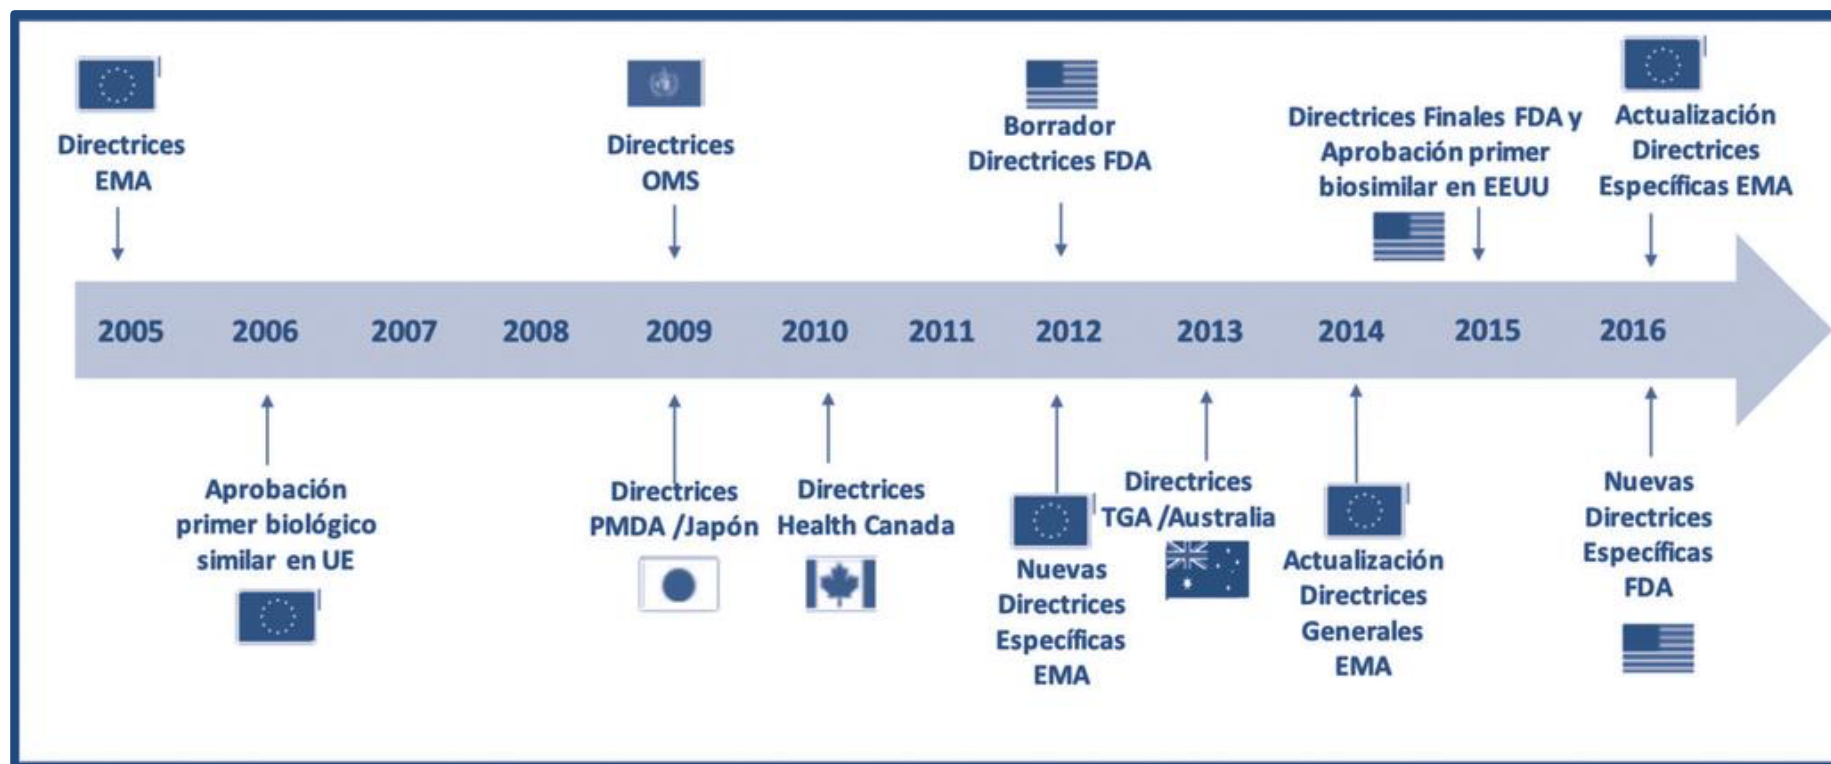 Directrices
EMA
Directrices
OMS
Borrador
Directrices FDA
Directrices Finales FDA y
Aprobación primer
biosimilar en EEUU
Actualización
Directrices
Específicas EMA
2005 2006 2007 2008 2009 2010 2011 2012 2013 2014 2015 2016
Aprobación
primer biológico
similar en UE
Directrices
PMDA /Japón
Directrices
Health Canada
Nuevas
Directrices
Específicas
EMA
Directrices
TGA /Australia
Actualización
Directrices
Generales
EMA
Nuevas
Directrices
Específicas
FDA